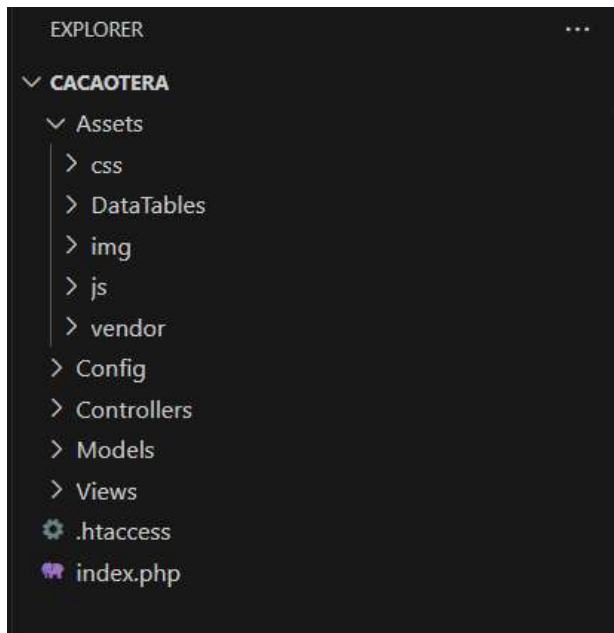 EXPLORER ...
CACAOTERA
Assets
css
DataTables
img
js
vendor
Config
Controllers
Models
Views
.htaccess
index.php